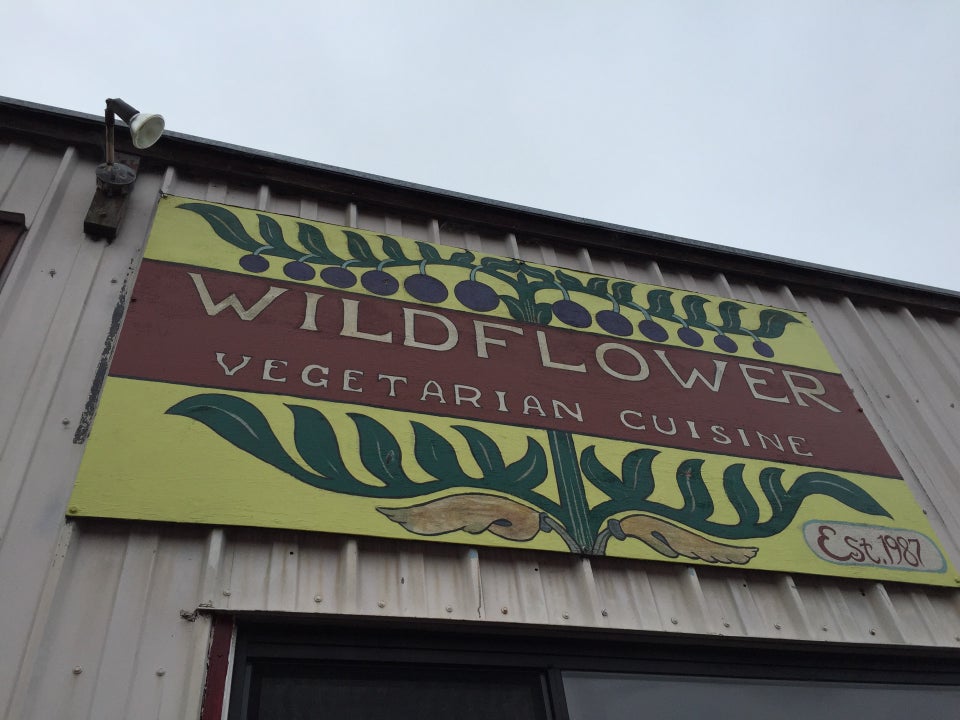 WILDFLOWER
VEGETARIAN CUISINE
Est. 1987